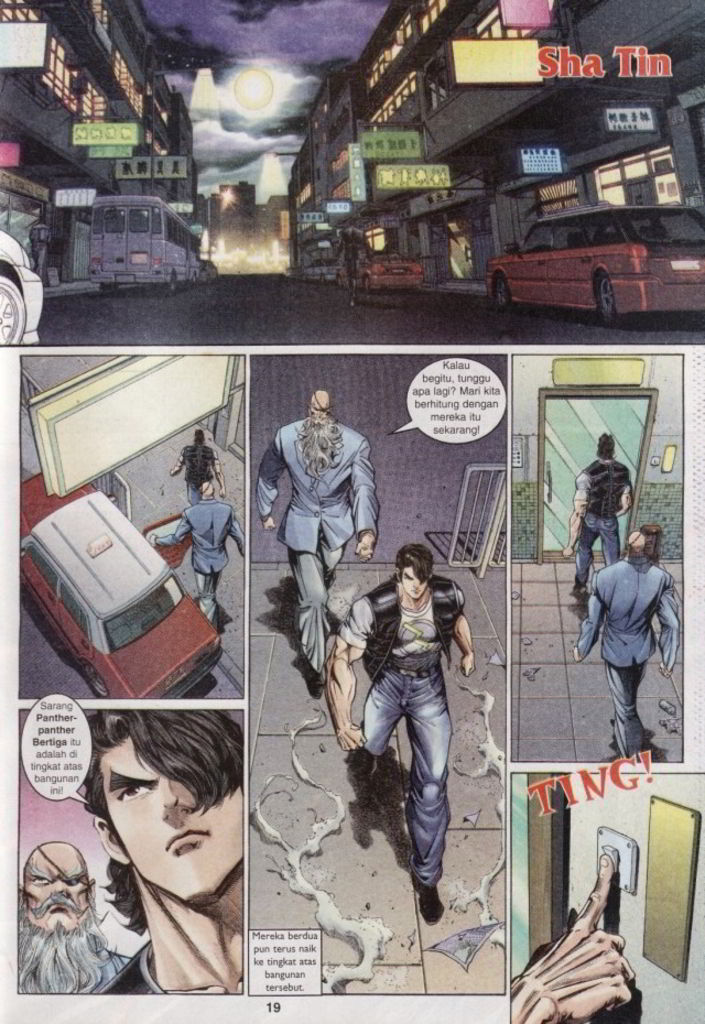 Sha Tin
Kalau
begitu, tunggu
apa lagi? Mari kita
berhitung dengan
mereka itu
sekarang!
Sarang
Panther-
panther
Bertiga itu
adalah di
tingkat atas
bangunan
ini!
Mereka berdua
pun terus naik
ke tingkat atas
bangunan
tersebut.
TING!
19